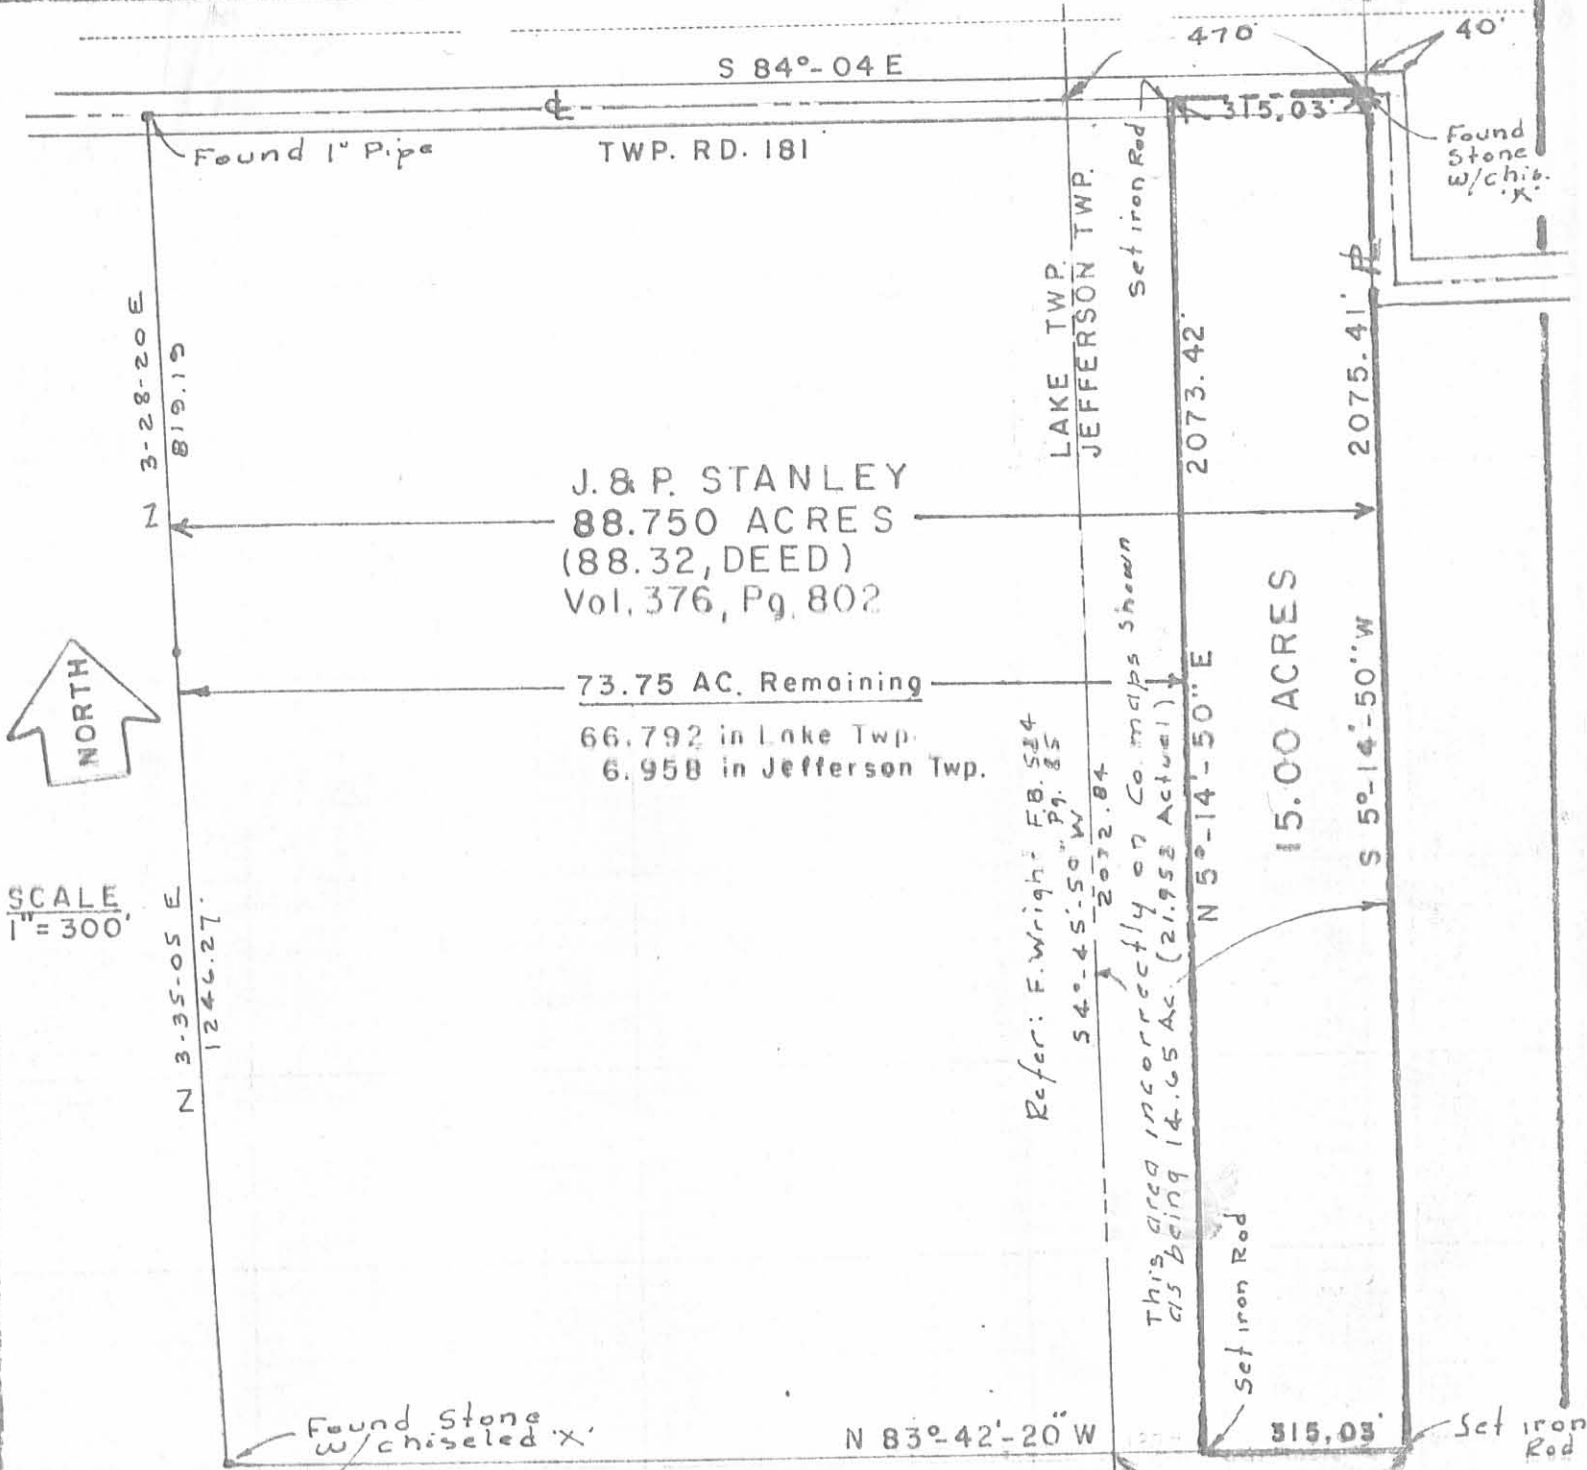 470'
40'
S 84°-04 E
℄
315.03'
Found 1" Pipe
TWP. RD. 181
Found
Stone
w/chis.
'X'
Set iron Rod
LAKE TWP.
JEFFERSON TWP.
3-28-20 E
819.19
2073.42'
2075.41'
J. & P. STANLEY
88.750 ACRES
(88.32, DEED)
Vol. 376, Pg. 802
NORTH
73.75 AC. Remaining
66.792 in Lake Twp.
6.958 in Jefferson Twp.
Refer: F. Wright F.B. 524
Pg. 85
S 4°-45'-50" W
2072.84
This area incorrectly on Co. maps shown
as being 14.65 Ac. (21.958 Actual)
N 5°-14'-50" E
15.00 ACRES
S 5°-14'-50" W
SCALE
1"=300'
N 3-35-05 E
1246.27'
Set iron Rod
Found Stone
w/chiseled 'X'
N 83°-42'-20" W
315.03'
Set iron
Rod